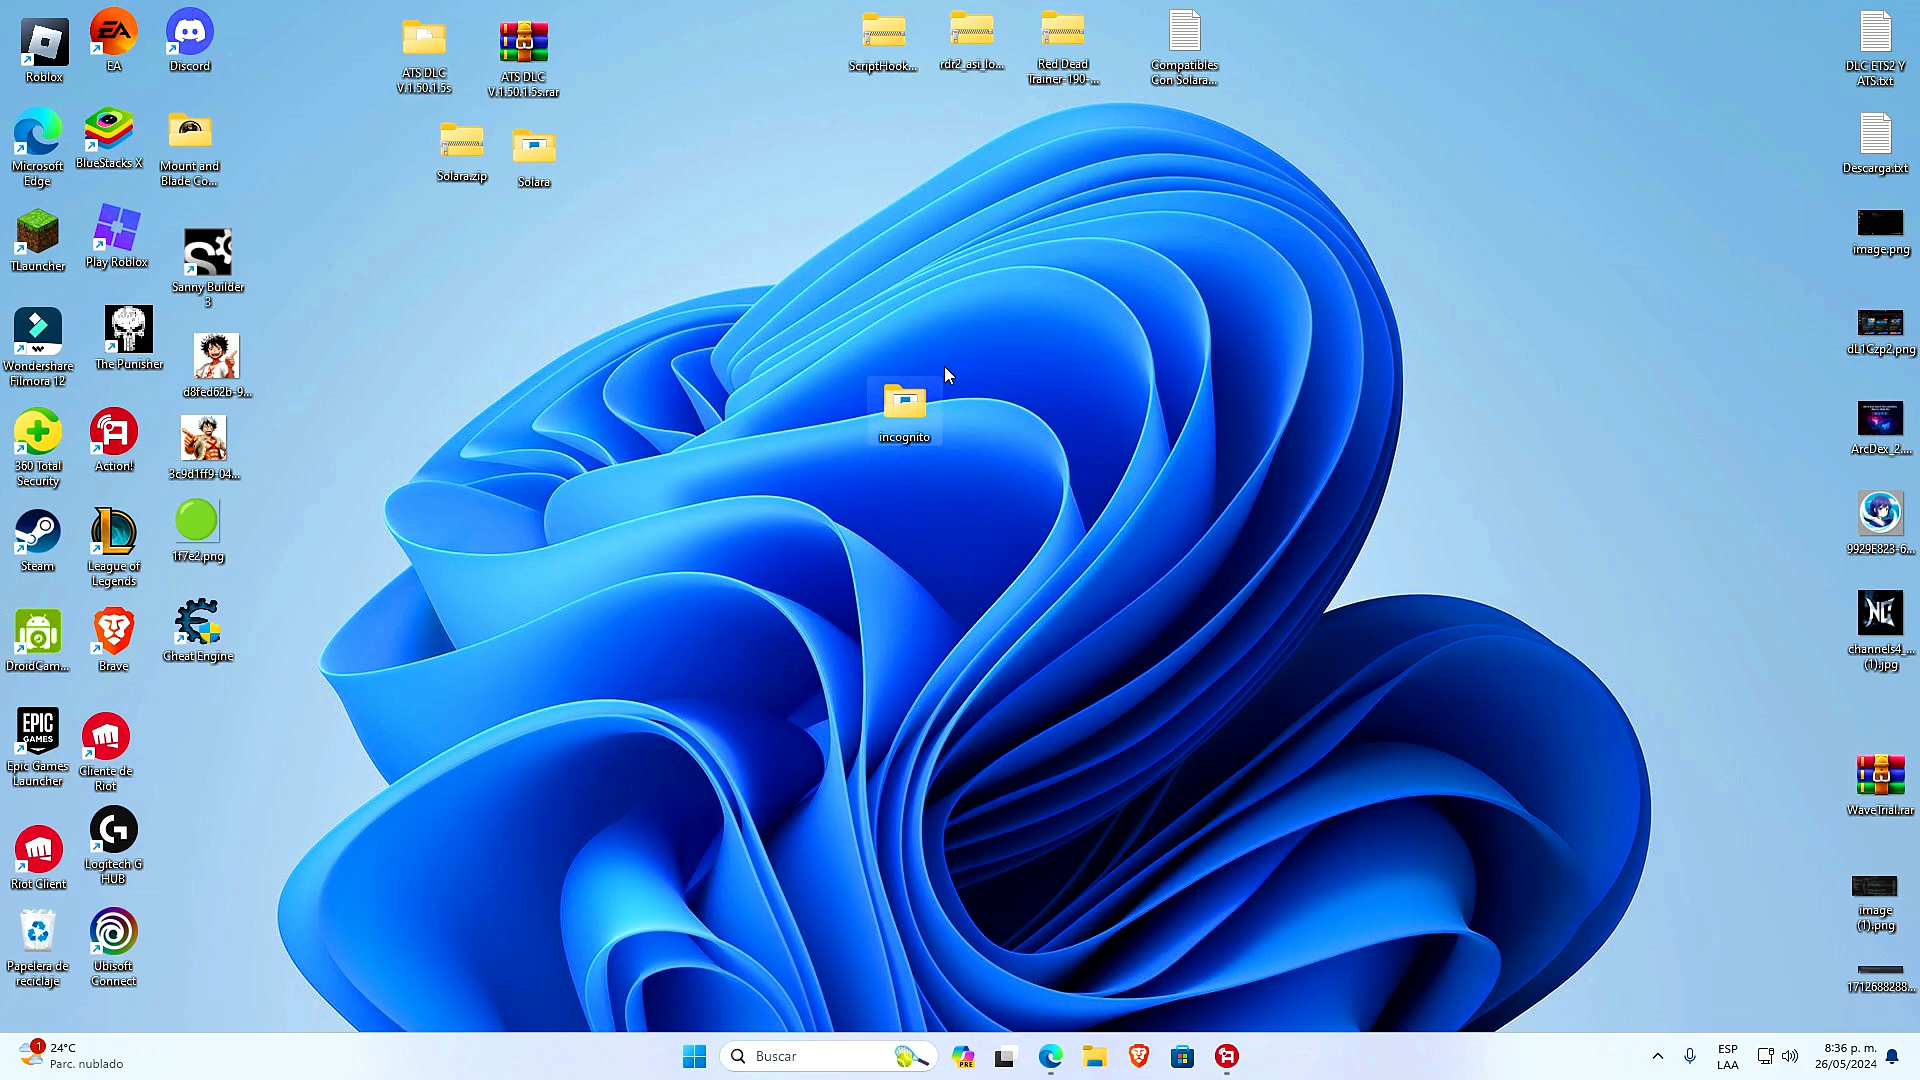 Roblox
EA
Discord
ATS DLC
V.1.50.1.5s
ATS DLC
V.1.50.1.5s.rar
ScriptHook...
rdr2_asi_lo...
Red Dead
Trainer-190-...
Compatibles
Con Solara...
DLC ETS2 Y
ATS.txt
Microsoft
Edge
BlueStacks X
Mount and
Blade Co...
Solara.zip
Solara
Descarga.txt
TLauncher
Play Roblox
Sanny Builder
3
image.png
Wondershare
Filmora 12
The Punisher
d8fed62b-9...
dL1Czp2.png
incognito
360 Total
Security
Action!
3c9d1ff9-04...
ArcDex_2....
Steam
League of
Legends
1f7e2.png
9929E823-6...
DroidCam...
Brave
Cheat Engine
NC
channels4_...
(1).jpg
EPIC
GAMES
Epic Games
Launcher
Cliente de
Riot
WaveTrial.rar
Riot Client
Logitech G
HUB
image
(1).png
Papelera de
reciclaje
Ubisoft
Connect
1712688288...
1
24°C
Parc. nublado
Buscar
PRE
ESP
LAA
8:36 p. m.
26/05/2024